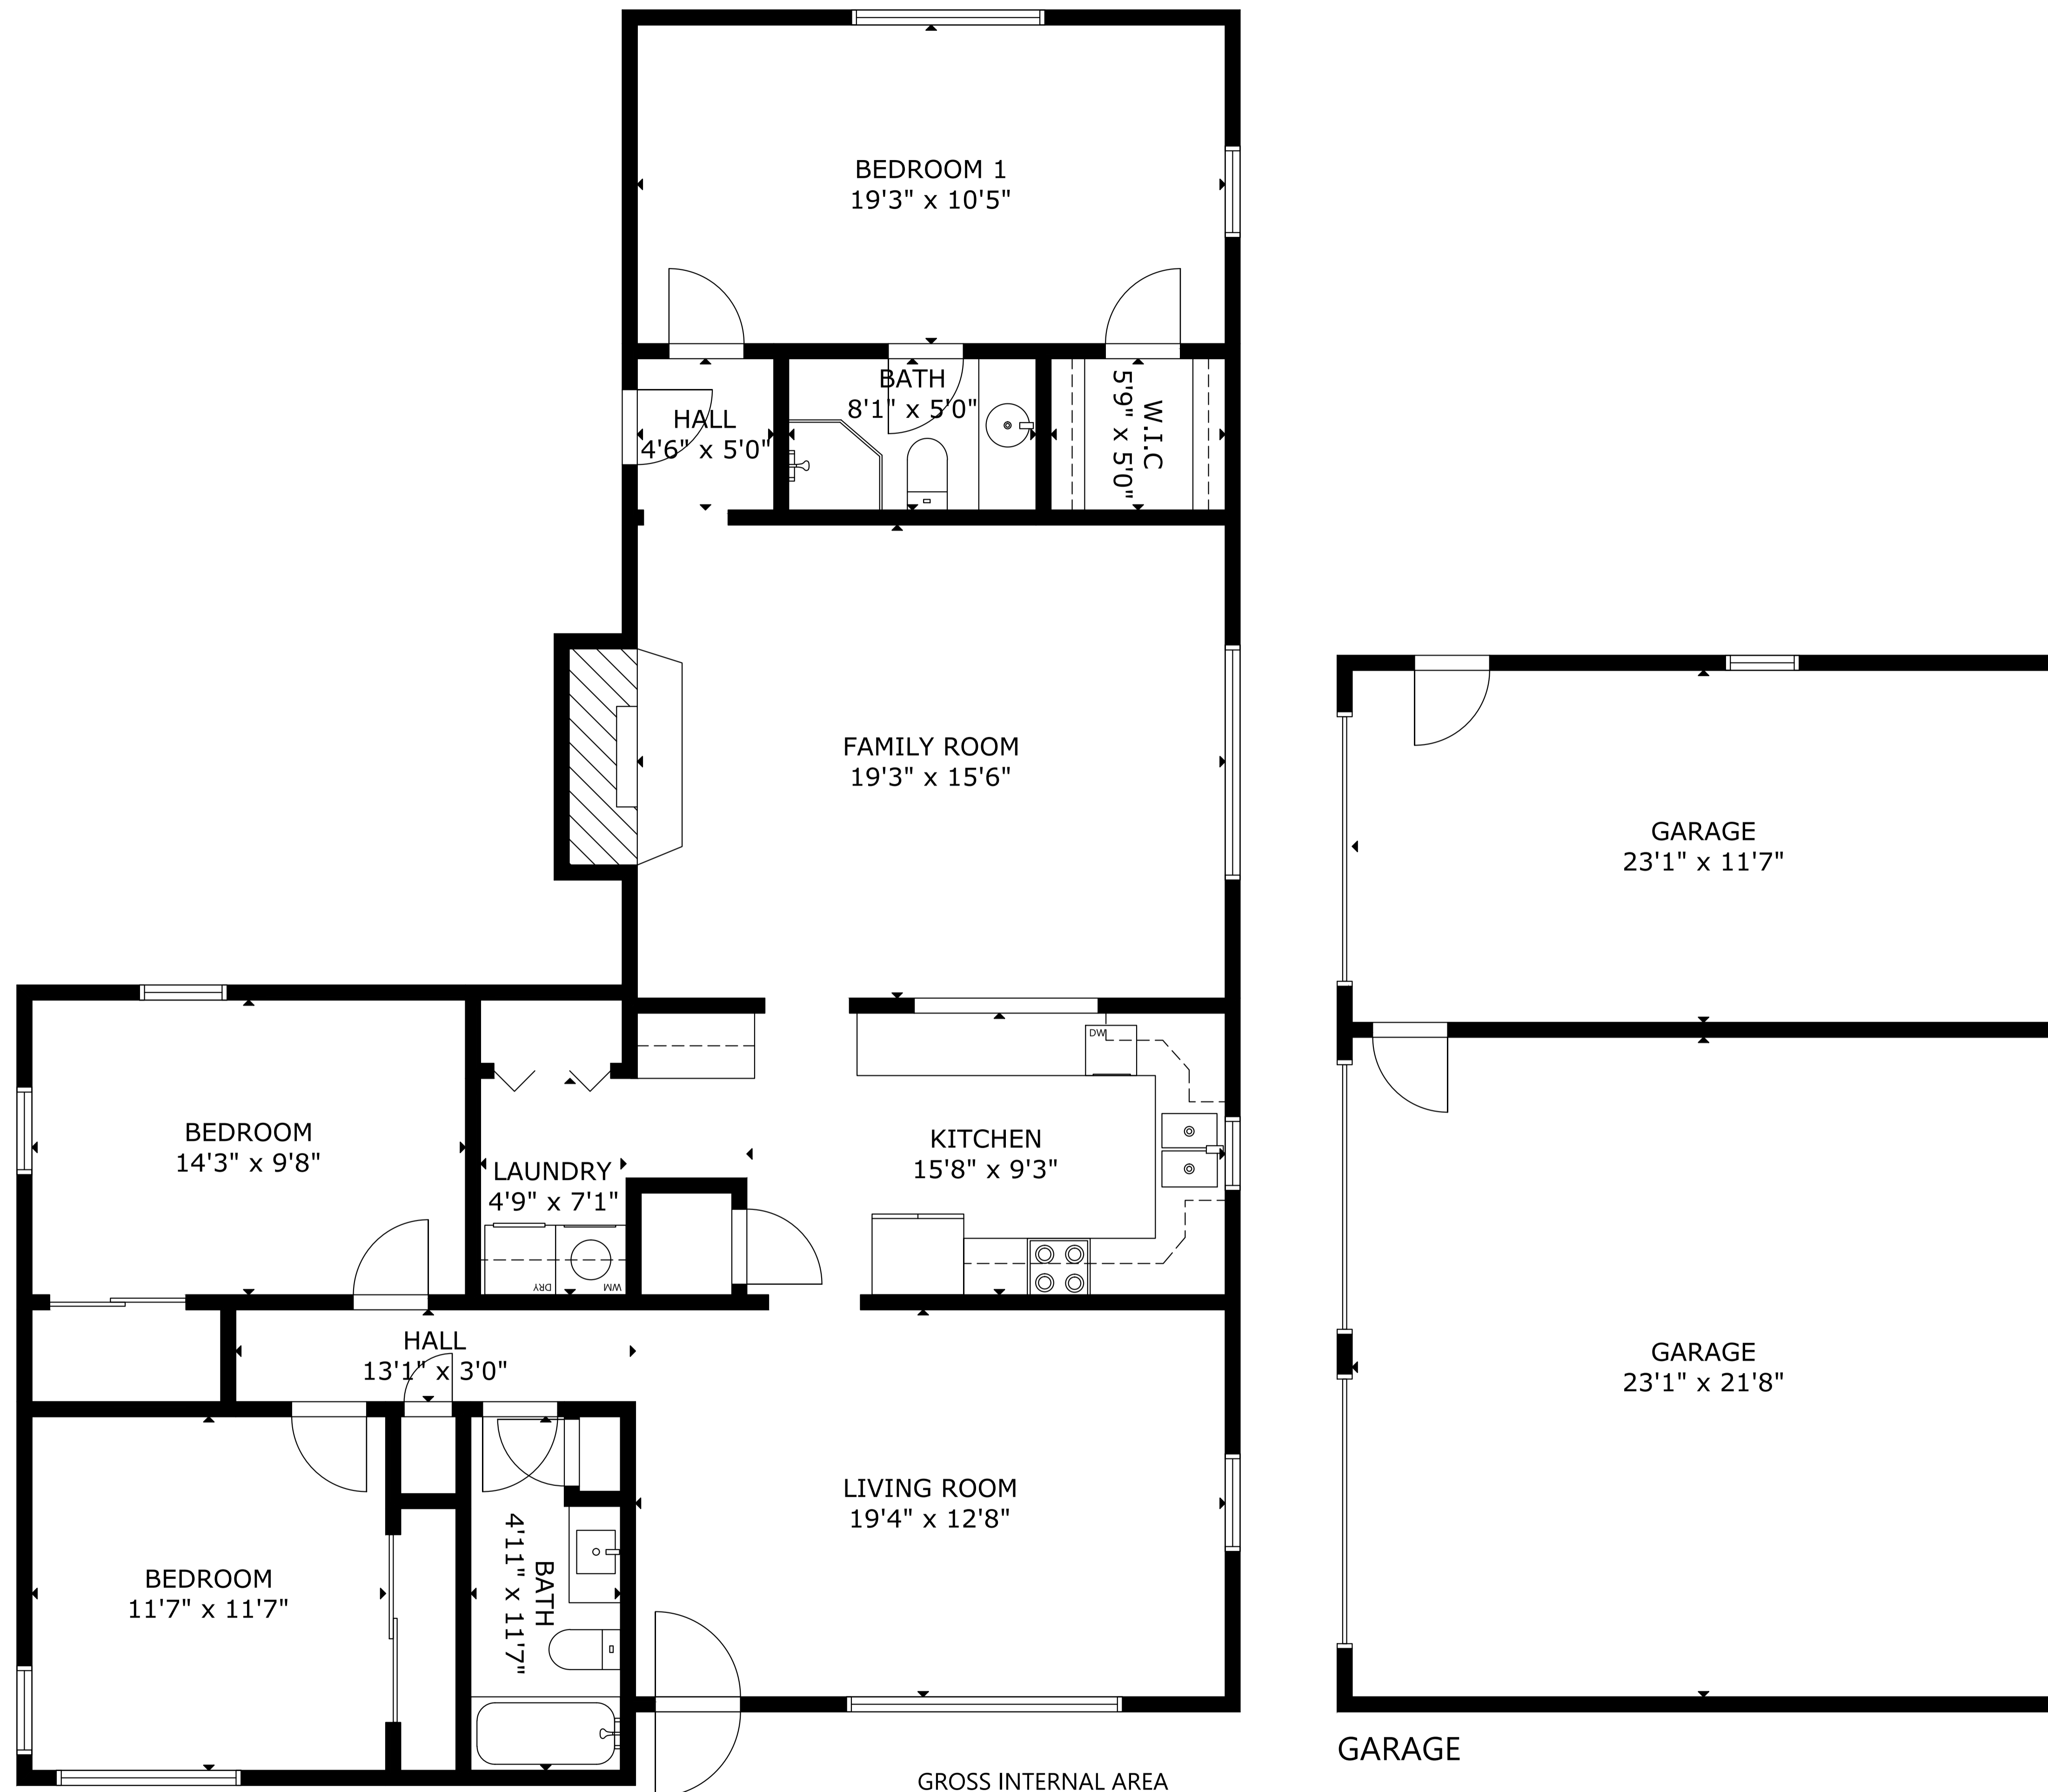 BEDROOM 1
19'3" x 10'5"
HALL
4'6" x 5'0"
BATH
8'1" x 5'0"
W.I.C
5'9" x 5'0"
FAMILY ROOM
19'3" x 15'6"
GARAGE
23'1" x 11'7"
BEDROOM
14'3" x 9'8"
LAUNDRY
4'9" x 7'1"
DRY
WM
DW
KITCHEN
15'8" x 9'3"
HALL
13'1" x 3'0"
GARAGE
23'1" x 21'8"
LIVING ROOM
19'4" x 12'8"
BEDROOM
11'7" x 11'7"
BATH
4'11" x 11'7"
GARAGE
GROSS INTERNAL AREA